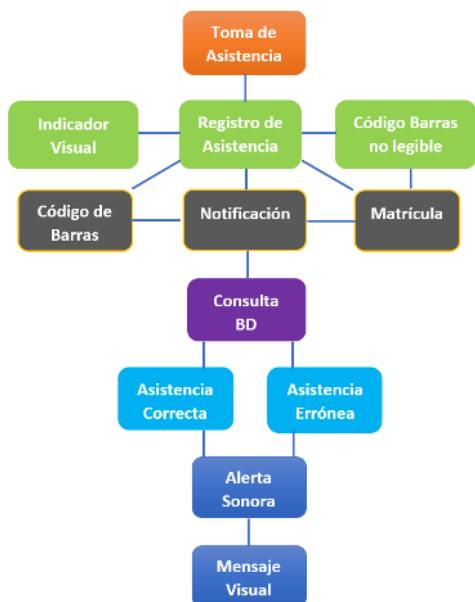 Toma de
Asistencia
Indicador
Visual
Registro de
Asistencia
Código Barras
no legible
Código de
Barras
Notificación
Matrícula
Consulta
BD
Asistencia
Correcta
Asistencia
Errónea
Alerta
Sonora
Mensaje
Visual